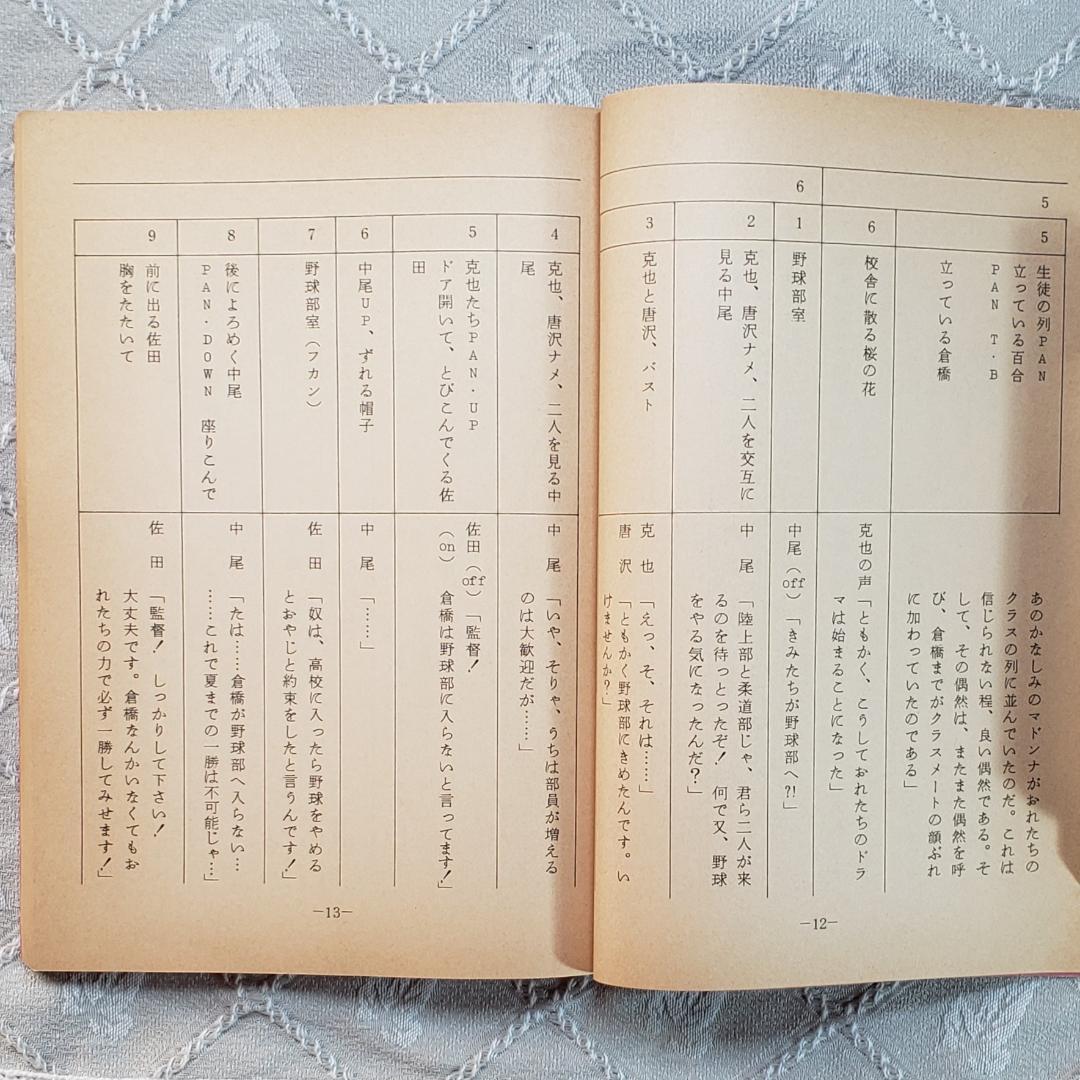 5
5
生徒の列PAN
立っている百合
PAN T・B
立っている倉橋
あのかなしみのマドンナがおれたちの
クラスの列に並んでいたのだ。これは
信じられない程、良い偶然である。そ
して、その偶然は、またまた偶然を呼
び、倉橋までがクラスメートの顔ぶれ
に加わっていたのである」
6
校舎に散る桜の花
克也の声「ともかく、こうしておれたちのドラ
マは始まることになった」
6
1
野球部室
中尾(off)「きみたちが野球部へ?!」
2
克也、唐沢ナメ、二人を交互に
見る中尾
中尾「陸上部と柔道部じゃ、君ら二人が来
るのを待っとったぞ! 何で又、野球
をやる気になったんだ?」
3
克也と唐沢、バスト
克也「えっ、そ、それは……」
唐沢「ともかく野球部にきめたんです。い
けませんか?」
—12—
4
克也、唐沢ナメ、二人を見る中
尾
中尾「いや、そりゃ、うちは部員が増える
のは大歓迎だが……」
5
克也たちPAN・UP
ドア開いて、とびこんでくる佐
田
佐田(off)「監督!
(on) 倉橋は野球部に入らないと言ってます!」
6
中尾UP、ずれる帽子
中尾「……」
7
野球部室(フカン)
佐田「奴は、高校に入ったら野球をやめる
とおやじと約束をしたと言うんです!」
8
後によろめく中尾
PAN・DOWN 座りこんで
中尾「たは……倉橋が野球部へ入らない…
……これで夏までの一勝は不可能じゃ…」
9
前に出る佐田
胸をたたいて
佐田「監督! しっかりして下さい!
大丈夫です。倉橋なんかいなくてもお
れたちの力で必ず一勝してみせます!」
—13—